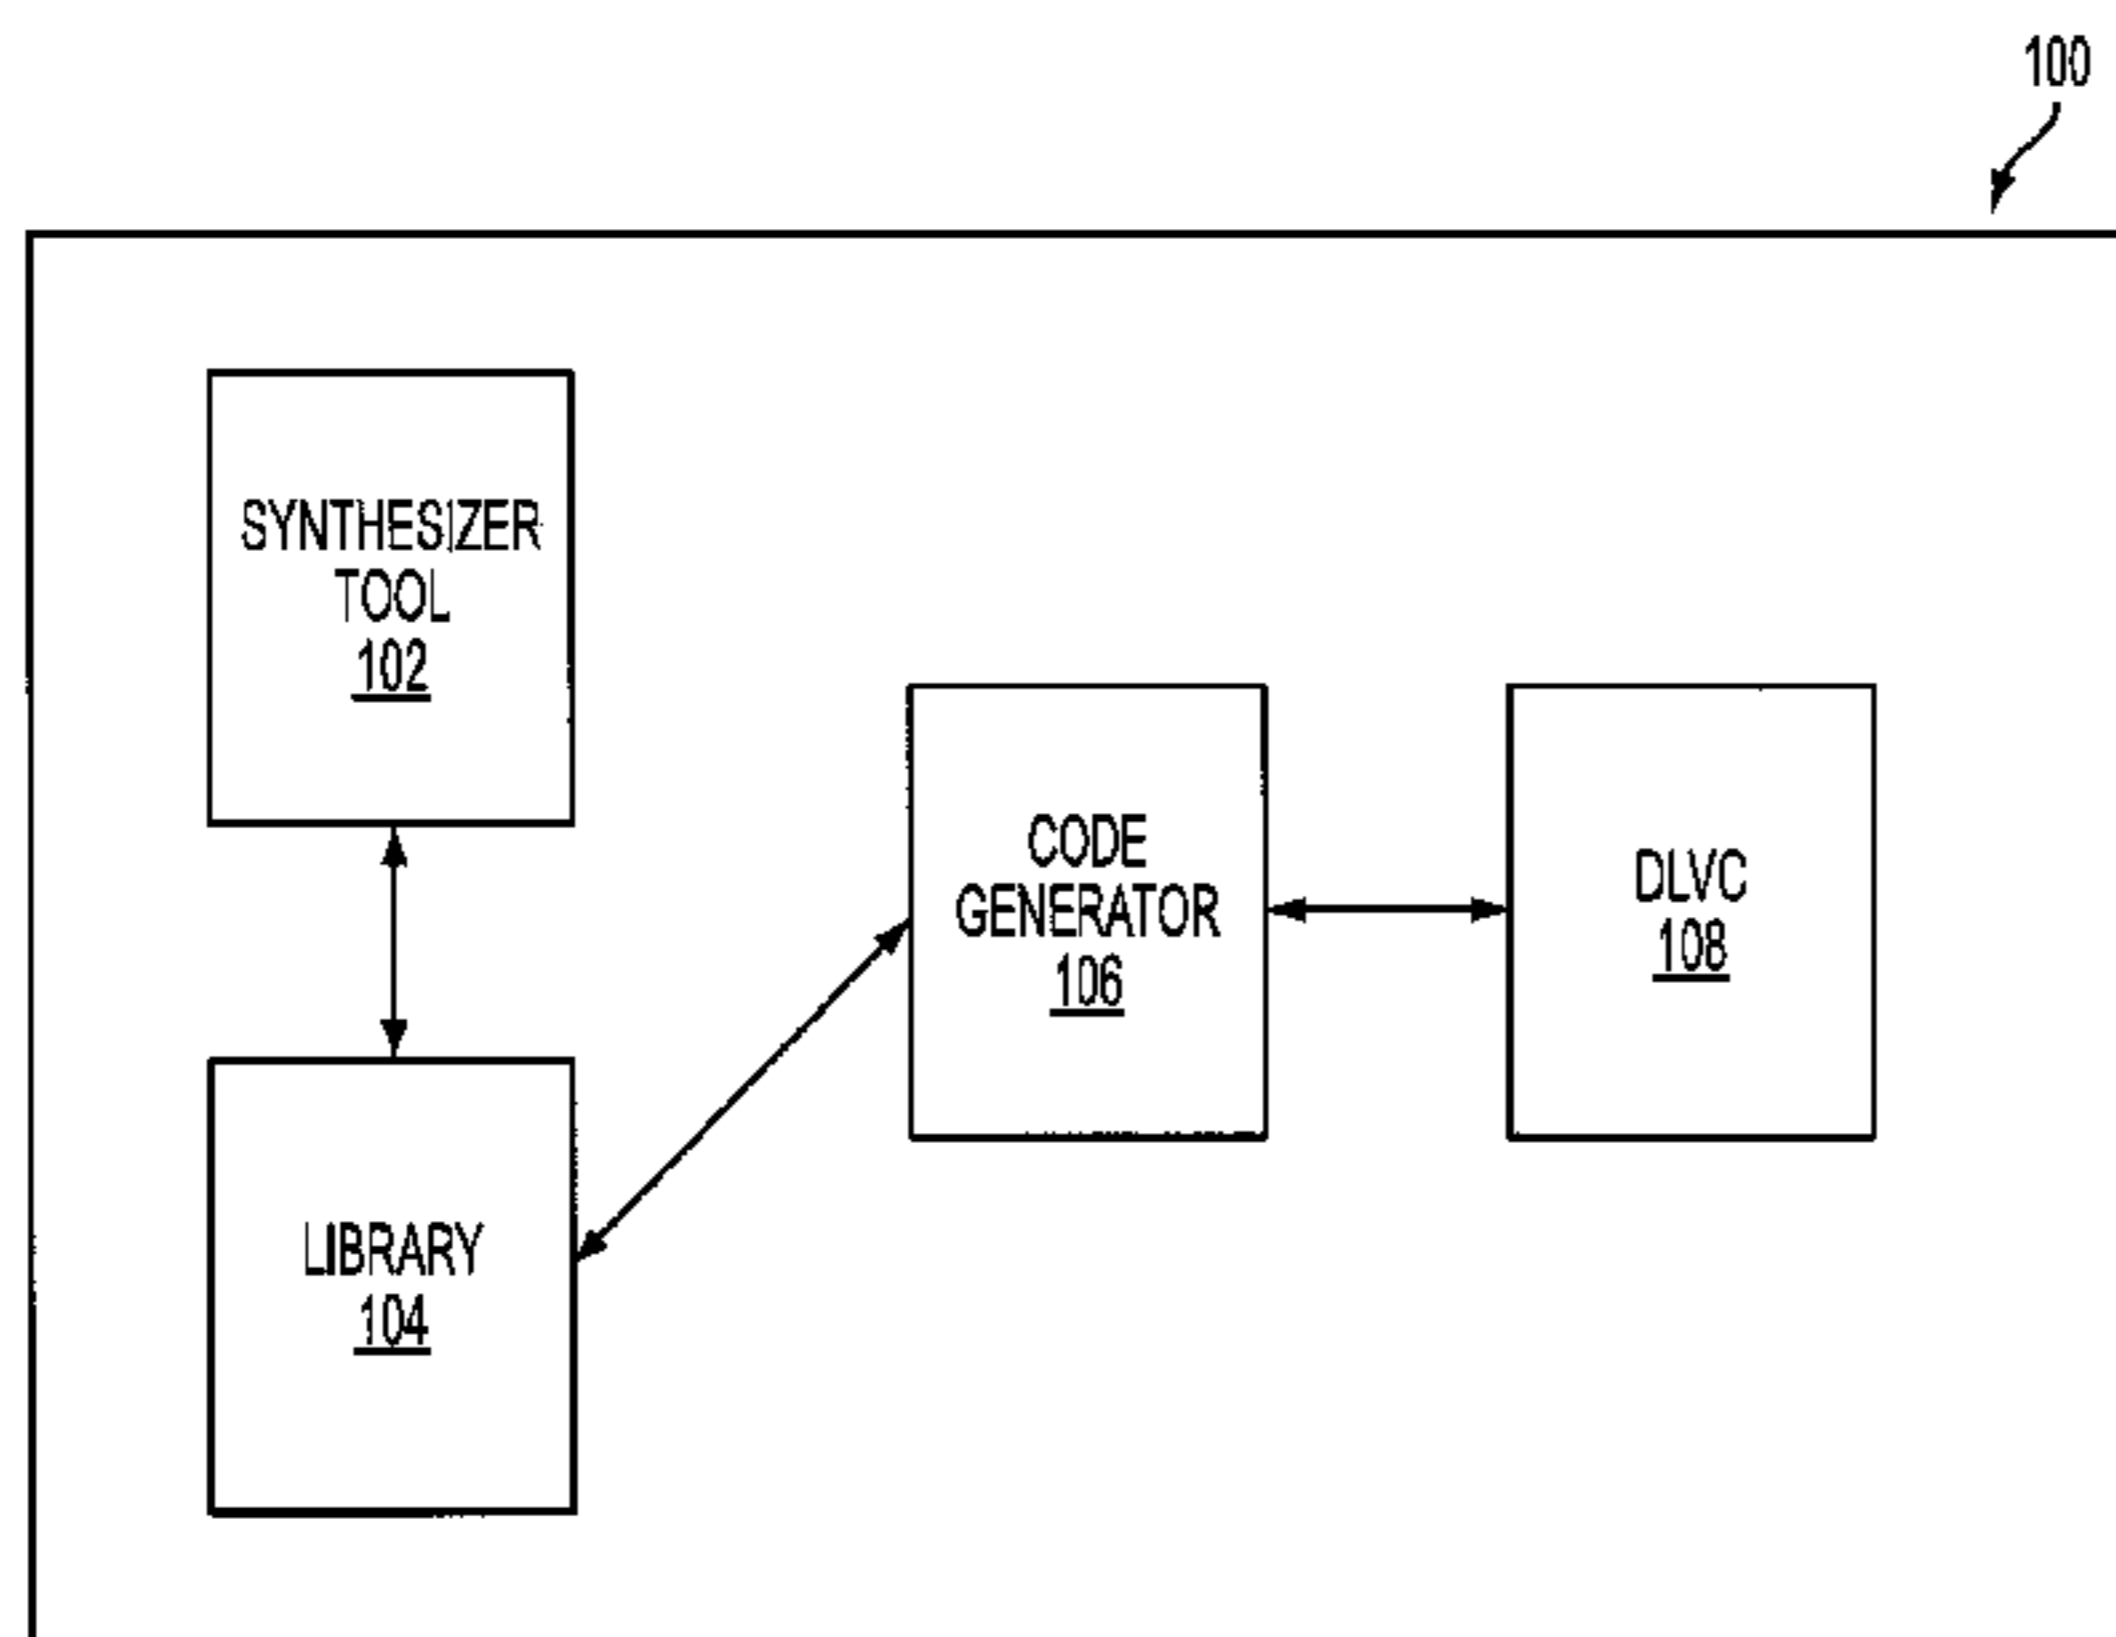 100
SYNTHESIZER
TOOL
102
CODE
GENERATOR
106
DLVC
108
LIBRARY
104